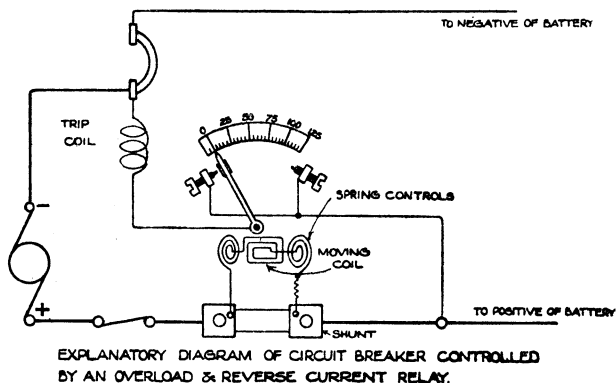 TO NEGATIVE OF BATTERY
0 25 50 75 100 125
TRIP
COIL
SPRING CONTROLS
MOVING
COIL
−
+
TO POSITIVE OF BATTERY
SHUNT
EXPLANATORY DIAGRAM OF CIRCUIT BREAKER CONTROLLED
BY AN OVERLOAD & REVERSE CURRENT RELAY.